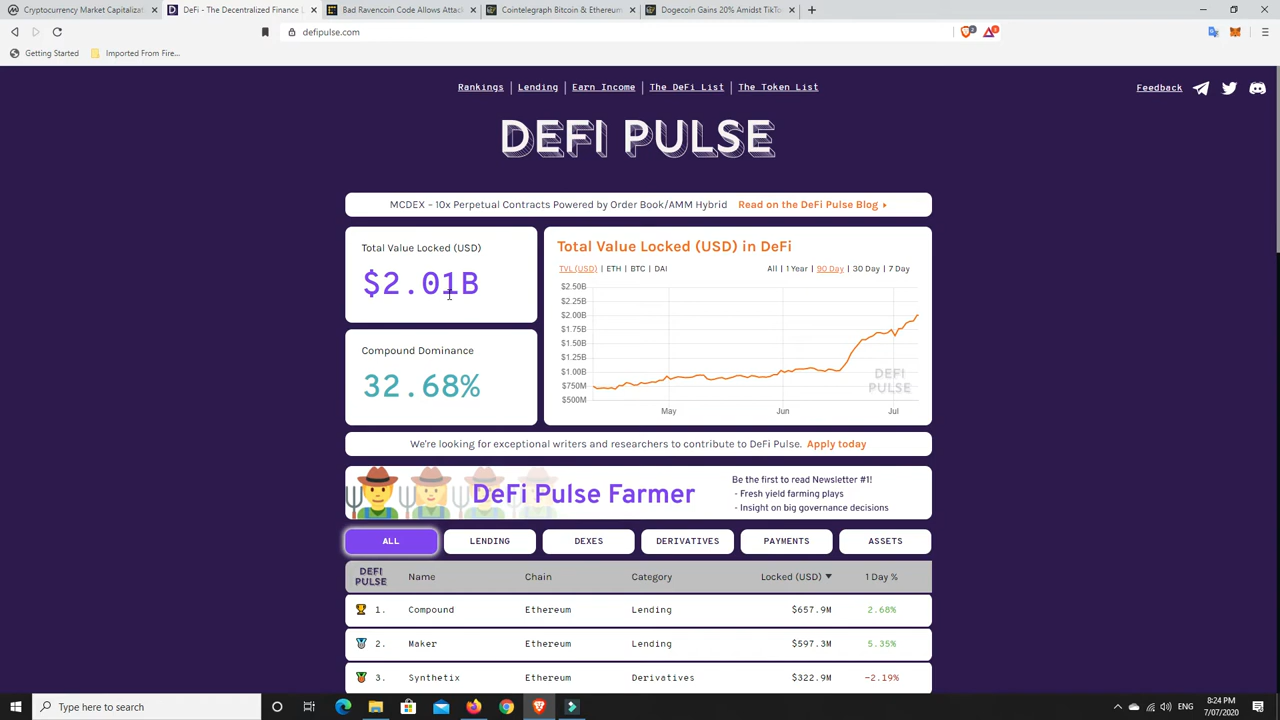 Cryptocurrency Market Capitalizat
DeFi - The Decentralized Finance L
Bad Ravencoin Code Allows Attack
Cointelegraph Bitcoin & Ethereum
Dogecoin Gains 20% Amidst TikTo
defipulse.com
Getting Started
Imported From Fire...
Rankings | Lending | Earn Income | The DeFi List | The Token List
Feedback
DEFI PULSE
MCDEX – 10x Perpetual Contracts Powered by Order Book/AMM Hybrid Read on the DeFi Pulse Blog
Total Value Locked (USD)
$2.01B
Compound Dominance
32.68%
Total Value Locked (USD) in DeFi
TVL (USD) | ETH | BTC | DAI
All | 1 Year | 90 Day | 30 Day | 7 Day
$2.50B
$2.25B
$2.00B
$1.75B
$1.50B
$1.25B
$1.00B
$750M
$500M
May Jun Jul
DEFI
PULSE
We're looking for exceptional writers and researchers to contribute to DeFi Pulse. Apply today
DeFi Pulse Farmer
Be the first to read Newsletter #1!
- Fresh yield farming plays
- Insight on big governance decisions
ALL LENDING DEXES DERIVATIVES PAYMENTS ASSETS
DEFI
PULSE
Name Chain Category Locked (USD) 1 Day %
1. Compound Ethereum Lending $657.9M 2.68%
2. Maker Ethereum Lending $597.3M 5.35%
3. Synthetix Ethereum Derivatives $322.9M −2.19%
Type here to search
ENG
8:24 PM
7/07/2020